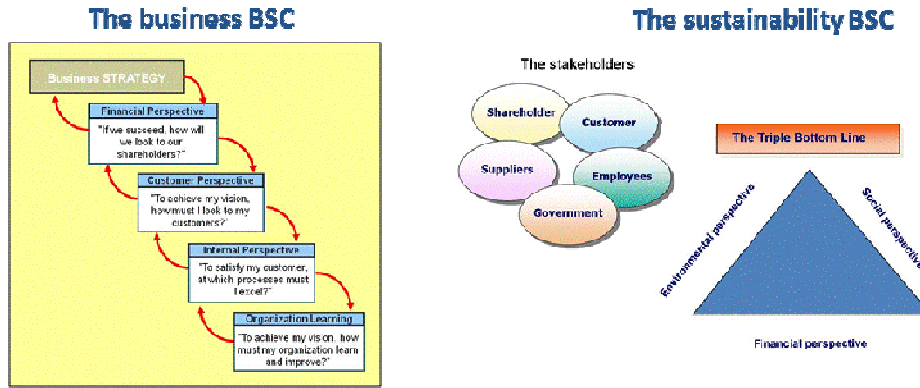 The business BSC
Business STRATEGY
Financial Perspective
"If we succeed, how will
we look to our
shareholders?"
Customer Perspective
"To achieve my vision,
how must I look to my
customers?"
Internal Perspective
"To satisfy my customer,
at which processes must
I excel?"
Organization Learning
"To achieve my vision, how
must my organization learn
and improve?"
The sustainability BSC
The stakeholders
Shareholder
Customer
Suppliers
Employees
Government
The Triple Bottom Line
Environmental perspective
Social perspective
Financial perspective